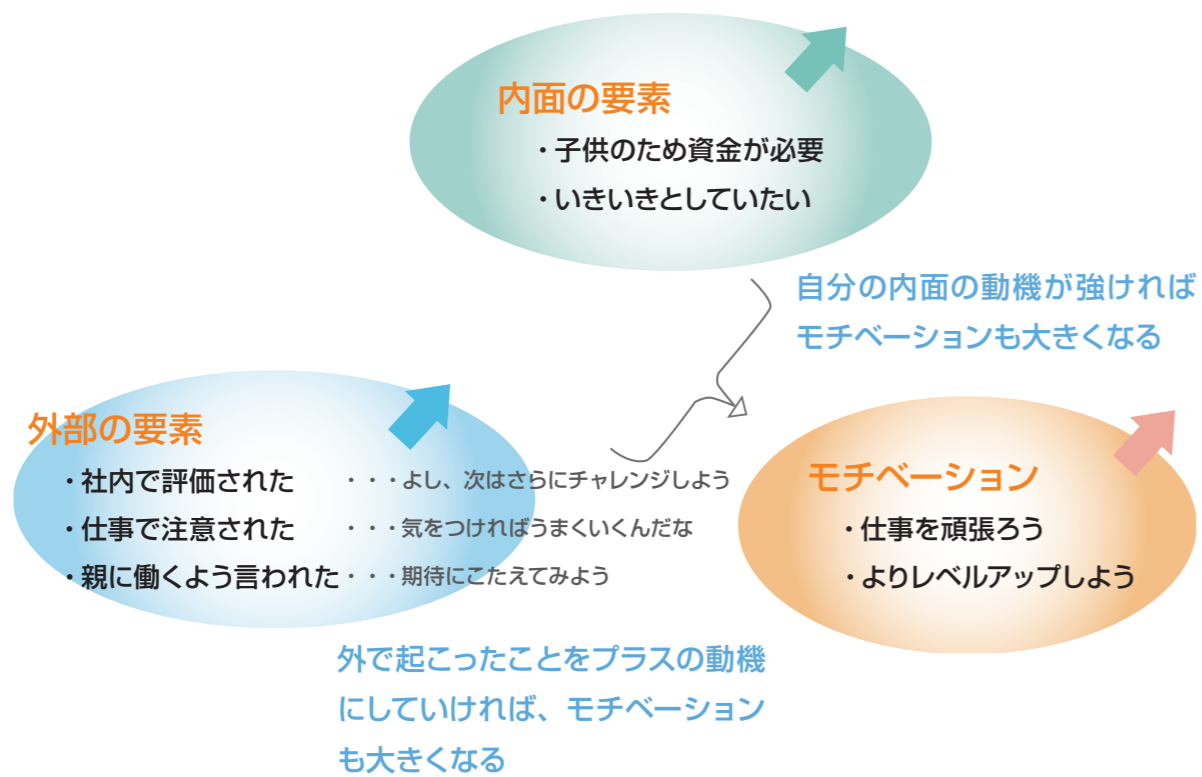 内面の要素
・子供のため資金が必要
・いきいきとしていたい
自分の内面の動機が強ければ
モチベーションも大きくなる
外部の要素
・社内で評価された ・・・よし、次はさらにチャレンジしよう
・仕事で注意された ・・・気をつければうまくいくんだな
・親に働くよう言われた・・・期待にこたえてみよう
モチベーション
・仕事を頑張ろう
・よりレベルアップしよう
外で起こったことをプラスの動機
にしていければ、モチベーション
も大きくなる